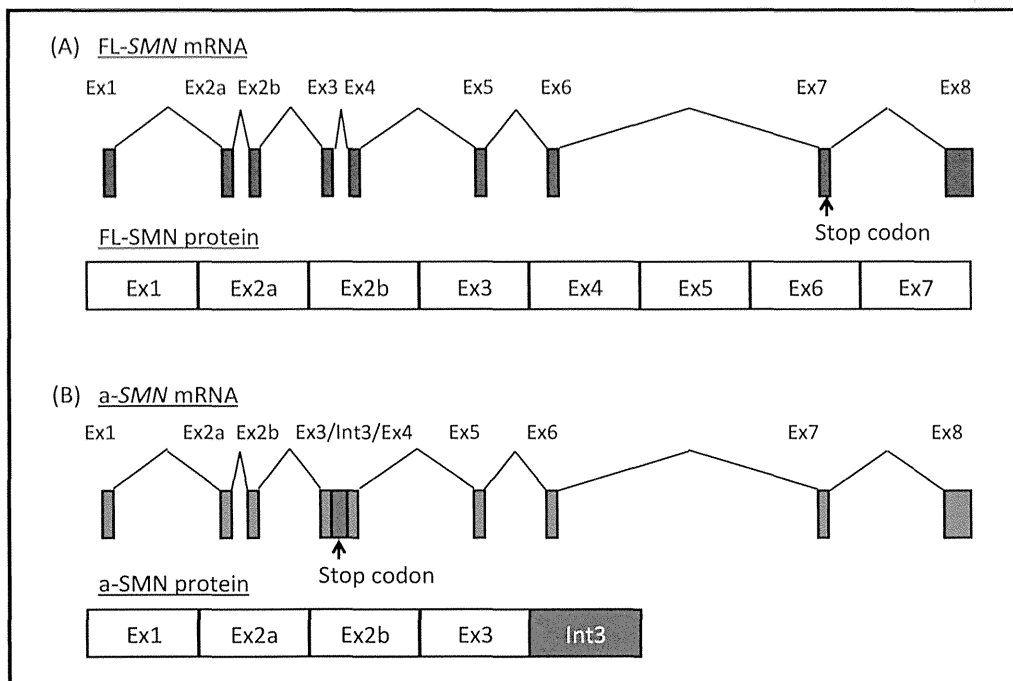 (A) FL-SMN mRNA
Ex1 Ex2a Ex2b Ex3 Ex4 Ex5 Ex6 Ex7 Ex8
Stop codon
FL-SMN protein
Ex1 Ex2a Ex2b Ex3 Ex4 Ex5 Ex6 Ex7
(B) a-SMN mRNA
Ex1 Ex2a Ex2b Ex3/Int3/Ex4 Ex5 Ex6 Ex7 Ex8
Stop codon
a-SMN protein
Ex1 Ex2a Ex2b Ex3 Int3